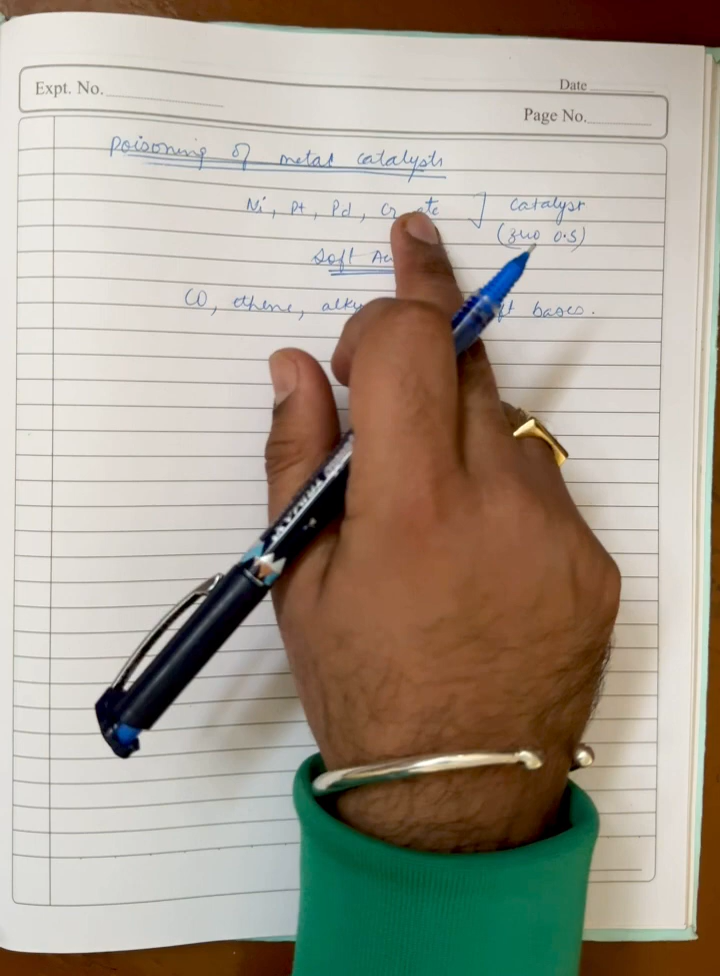 Expt. No.
Date
Page No.
Poisoning of metal catalysts
Ni, Pt, Pd, Cr etc ] Catalyst
(zero O.S)
Soft
CO, ethene, bases.